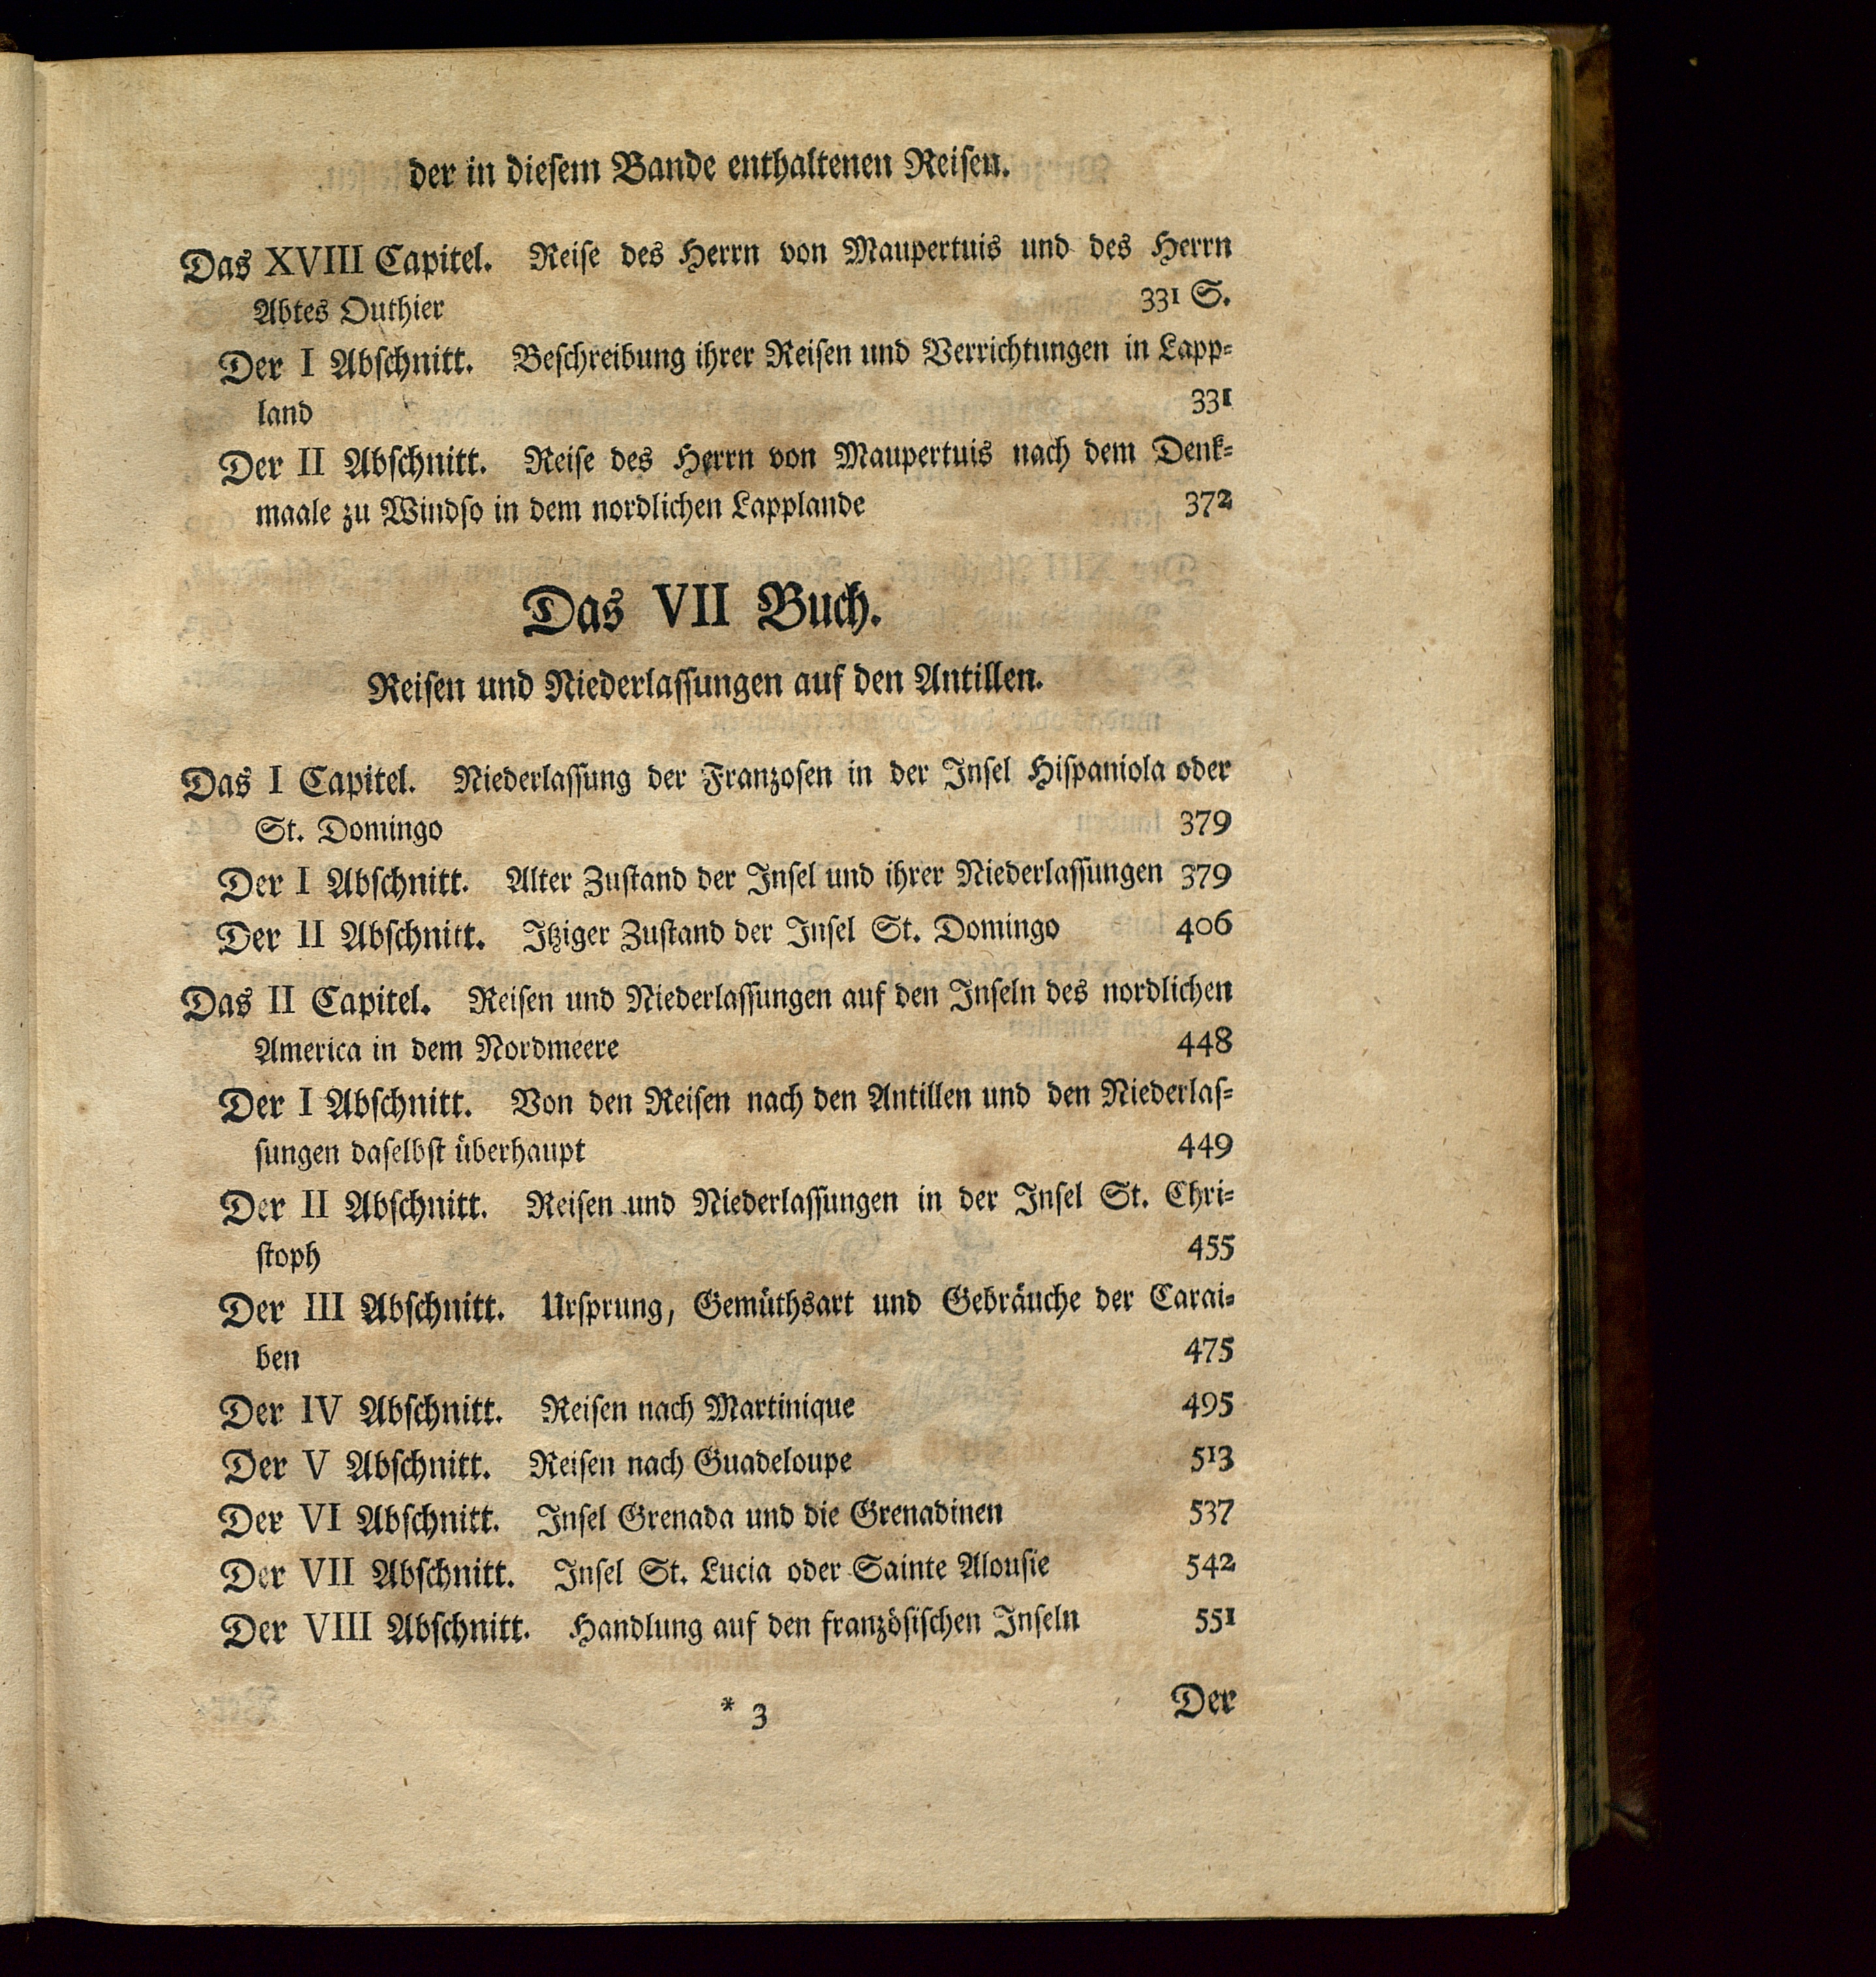 der in diesem Bande enthaltenen Reisen.
Das XVIII Capitel. Reise des Herrn von Maupertuis und des Herrn
Abtes Outhier 331 S.
Der I Abschnitt. Beschreibung ihrer Reisen und Verrichtungen in Lapp-
land 331
Der II Abschnitt. Reise des Herrn von Maupertuis nach dem Denk-
maale zu Windso in dem nordlichen Lapplande 372
Das VII Buch.
Reisen und Niederlassungen auf den Antillen.
Das I Capitel. Niederlassung der Franzosen in der Insel Hispaniola oder
St. Domingo 379
Der I Abschnitt. Alter Zustand der Insel und ihrer Niederlassungen 379
Der II Abschnitt. Itziger Zustand der Insel St. Domingo 406
Das II Capitel. Reisen und Niederlassungen auf den Inseln des nordlichen
America in dem Nordmeere 448
Der I Abschnitt. Von den Reisen nach den Antillen und den Niederlas-
sungen daselbst überhaupt 449
Der II Abschnitt. Reisen und Niederlassungen in der Insel St. Chri-
stoph 455
Der III Abschnitt. Ursprung, Gemüthsart und Gebräuche der Carai-
ben 475
Der IV Abschnitt. Reisen nach Martinique 495
Der V Abschnitt. Reisen nach Guadeloupe 513
Der VI Abschnitt. Insel Grenada und die Grenadinen 537
Der VII Abschnitt. Insel St. Lucia oder Sainte Alousie 542
Der VIII Abschnitt. Handlung auf den französischen Inseln 551
* 3 Der